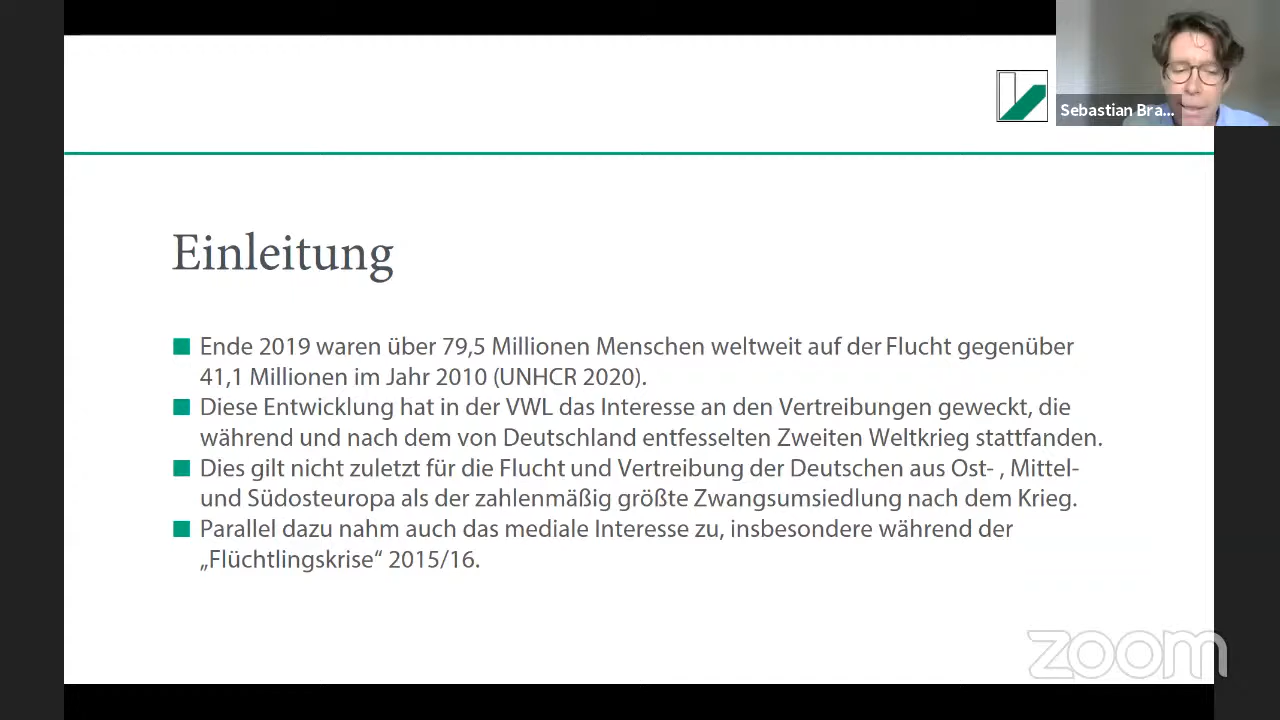 Sebastian Bra...
Einleitung
Ende 2019 waren über 79,5 Millionen Menschen weltweit auf der Flucht gegenüber
41,1 Millionen im Jahr 2010 (UNHCR 2020).
Diese Entwicklung hat in der VWL das Interesse an den Vertreibungen geweckt, die
während und nach dem von Deutschland entfesselten Zweiten Weltkrieg stattfanden.
Dies gilt nicht zuletzt für die Flucht und Vertreibung der Deutschen aus Ost- , Mittel-
und Südosteuropa als der zahlenmäßig größte Zwangsumsiedlung nach dem Krieg.
Parallel dazu nahm auch das mediale Interesse zu, insbesondere während der
„Flüchtlingskrise“ 2015/16.
zoom